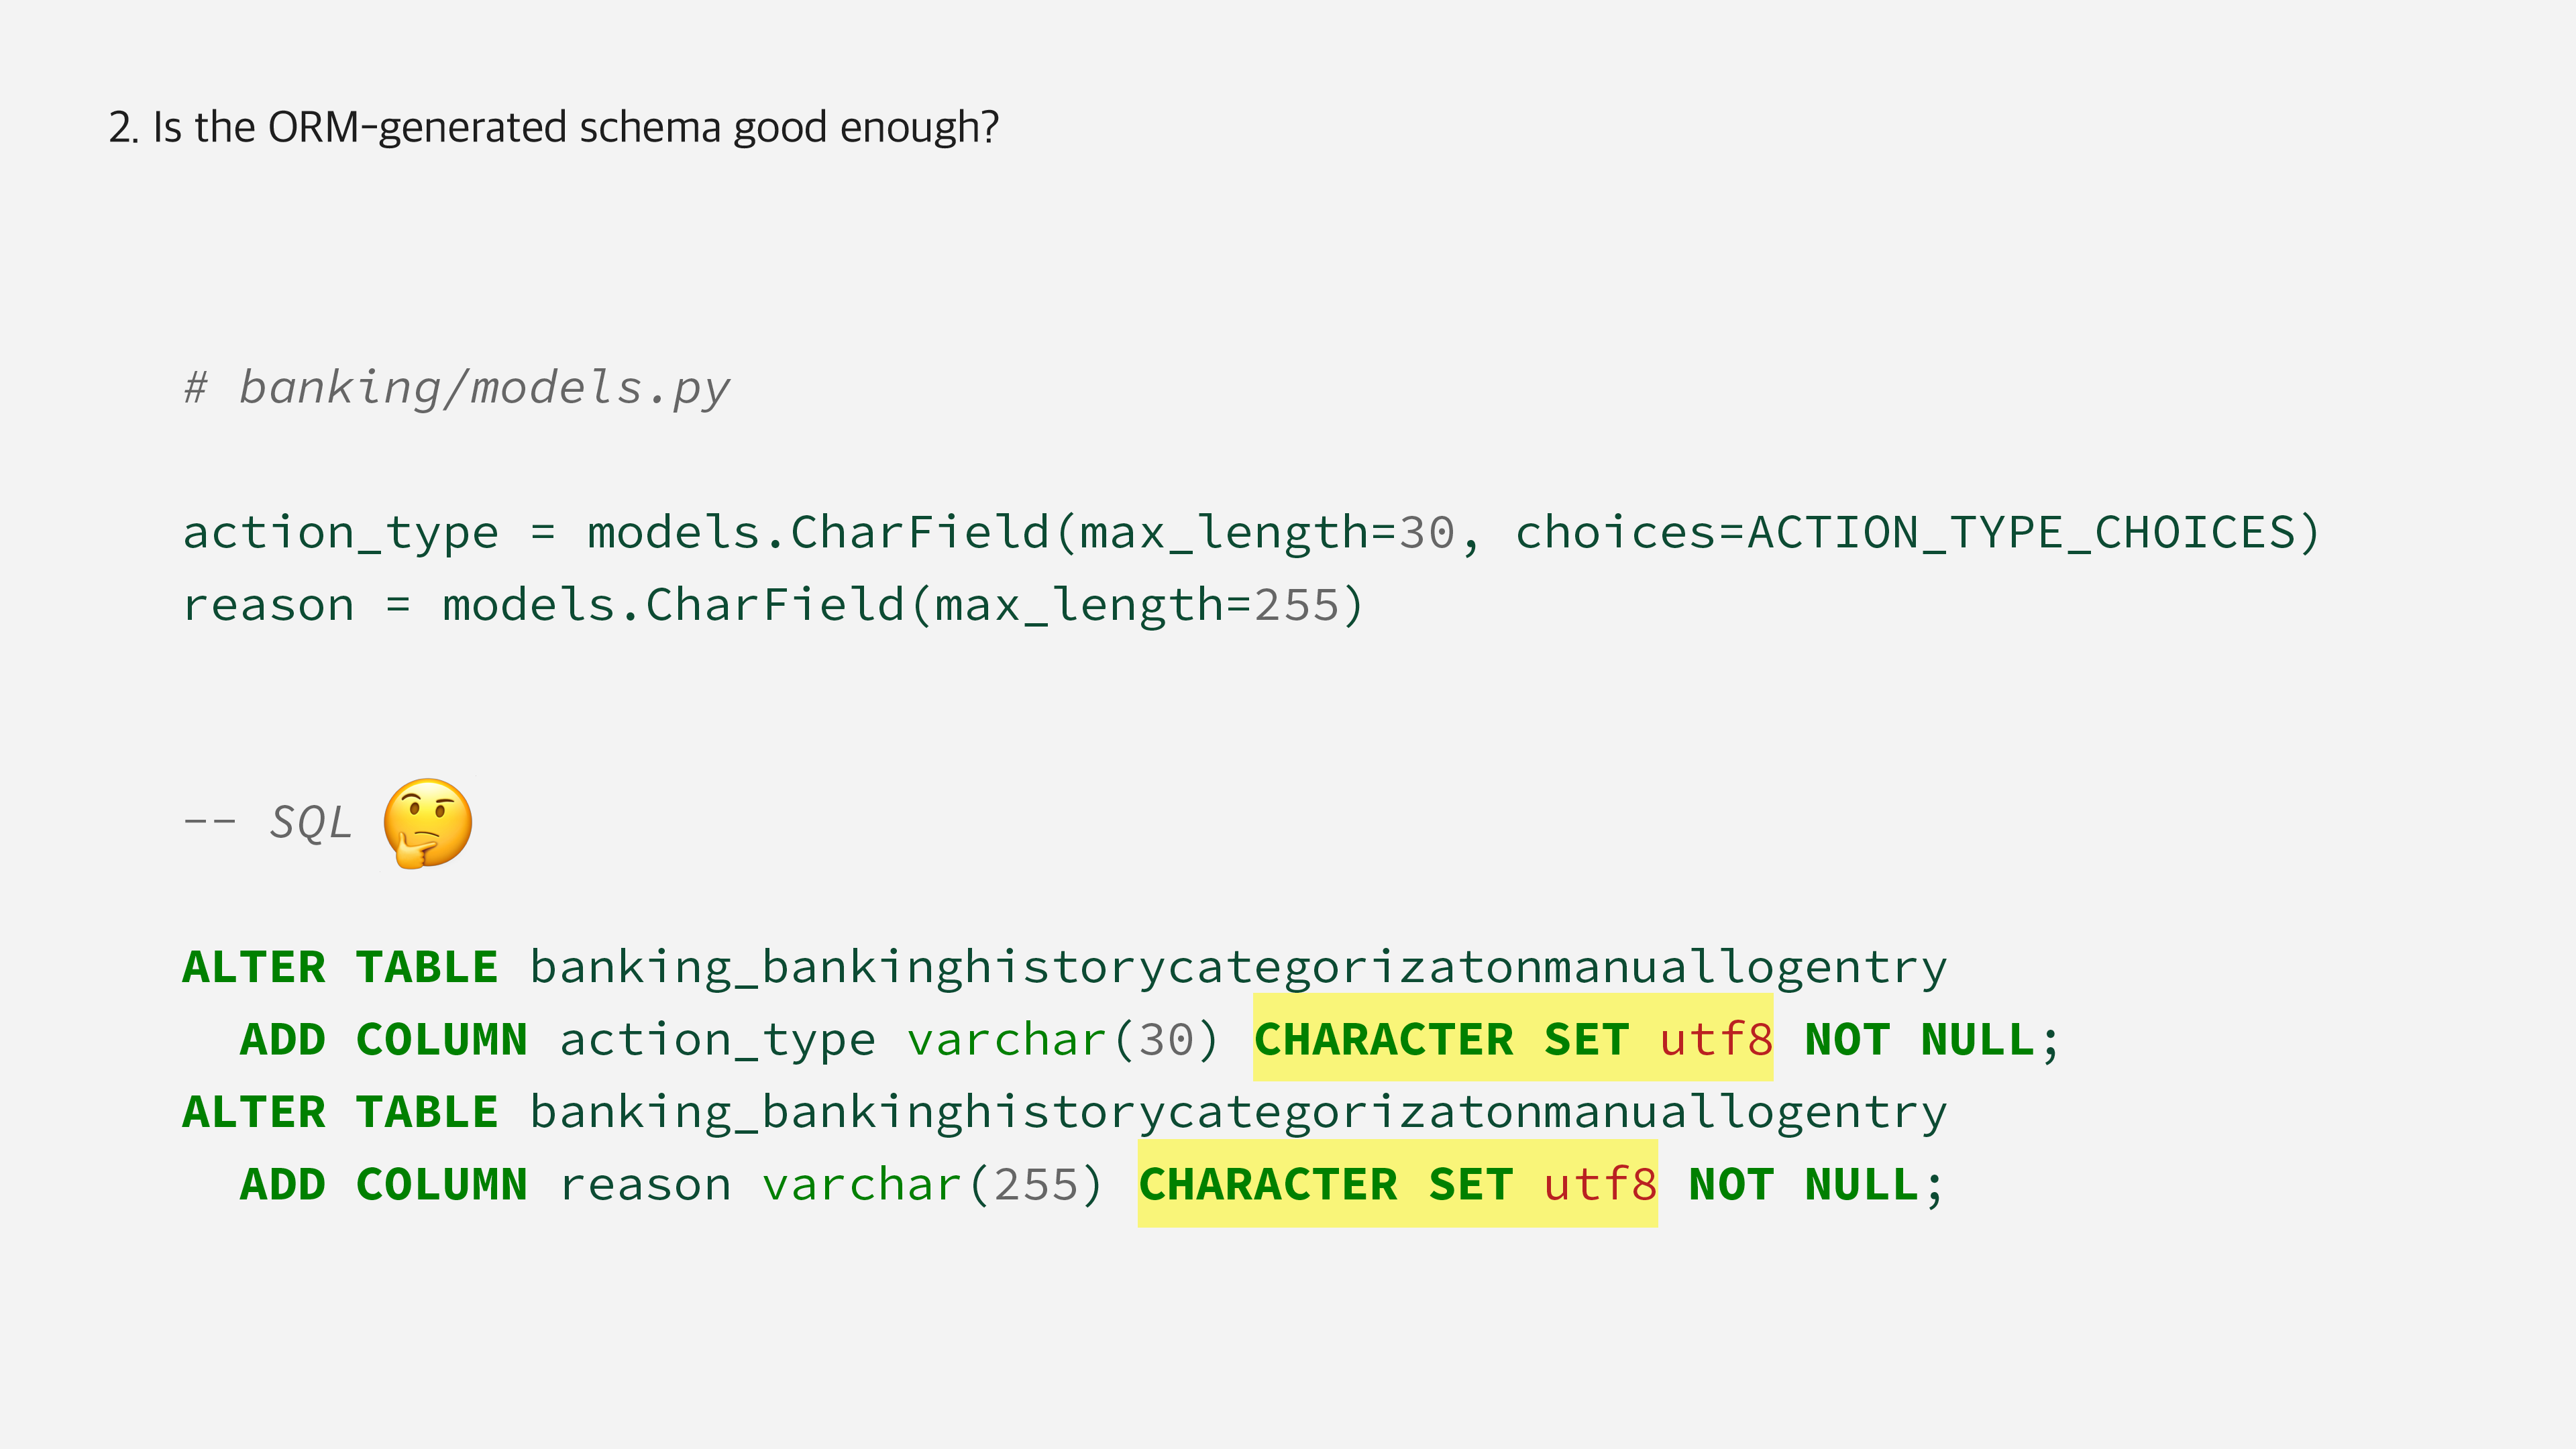 2. Is the ORM-generated schema good enough?
# banking/models.py
action_type = models.CharField(max_length=30, choices=ACTION_TYPE_CHOICES)
reason = models.CharField(max_length=255)
-- SQL 🤔
ALTER TABLE banking_bankinghistorycategorizatonmanuallogentry
ADD COLUMN action_type varchar(30) CHARACTER SET utf8 NOT NULL;
ALTER TABLE banking_bankinghistorycategorizatonmanuallogentry
ADD COLUMN reason varchar(255) CHARACTER SET utf8 NOT NULL;